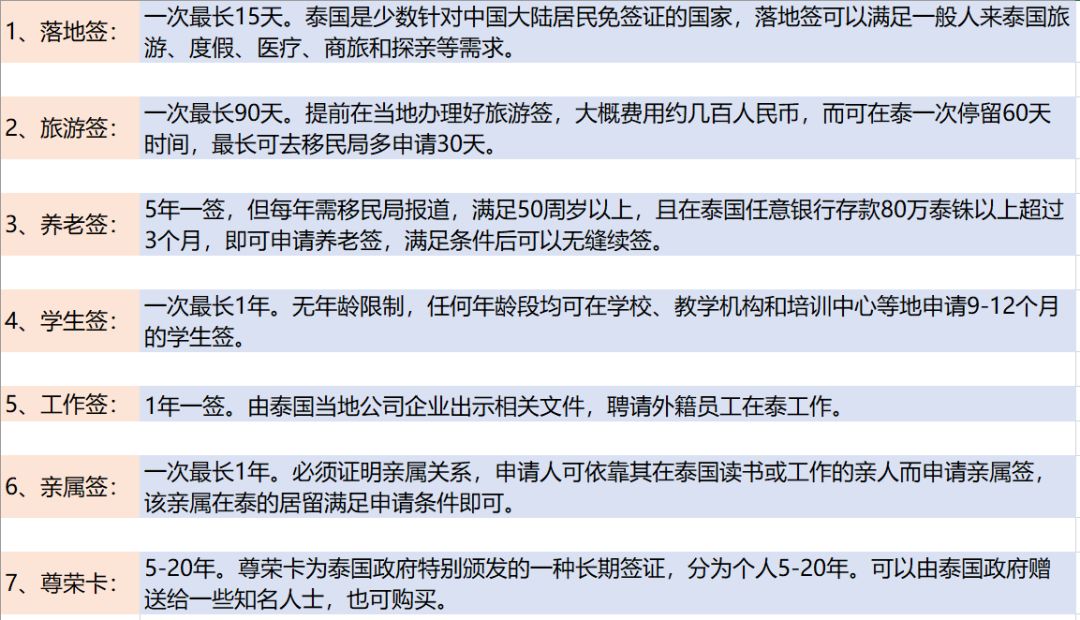 1、落地签：
一次最长15天。泰国是少数针对中国大陆居民免签证的国家，落地签可以满足一般人来泰国旅
游、度假、医疗、商旅和探亲等需求。
2、旅游签：
一次最长90天。提前在当地办理好旅游签，大概费用约几百人民币，而可在泰一次停留60天
时间，最长可去移民局多申请30天。
3、养老签：
5年一签，但每年需移民局报道，满足50周岁以上，且在泰国任意银行存款80万泰铢以上超过
3个月，即可申请养老签，满足条件后可以无缝续签。
4、学生签：
一次最长1年。无年龄限制，任何年龄段均可在学校、教学机构和培训中心等地申请9-12个月
的学生签。
5、工作签：
1年一签。由泰国当地公司企业出示相关文件，聘请外籍员工在泰工作。
6、亲属签：
一次最长1年。必须证明亲属关系，申请人可依靠其在泰国读书或工作的亲人而申请亲属签，
该亲属在泰的居留满足申请条件即可。
7、尊荣卡：
5-20年。尊荣卡为泰国政府特别颁发的一种长期签证，分为个人5-20年。可以由泰国政府赠
送给一些知名人士，也可购买。